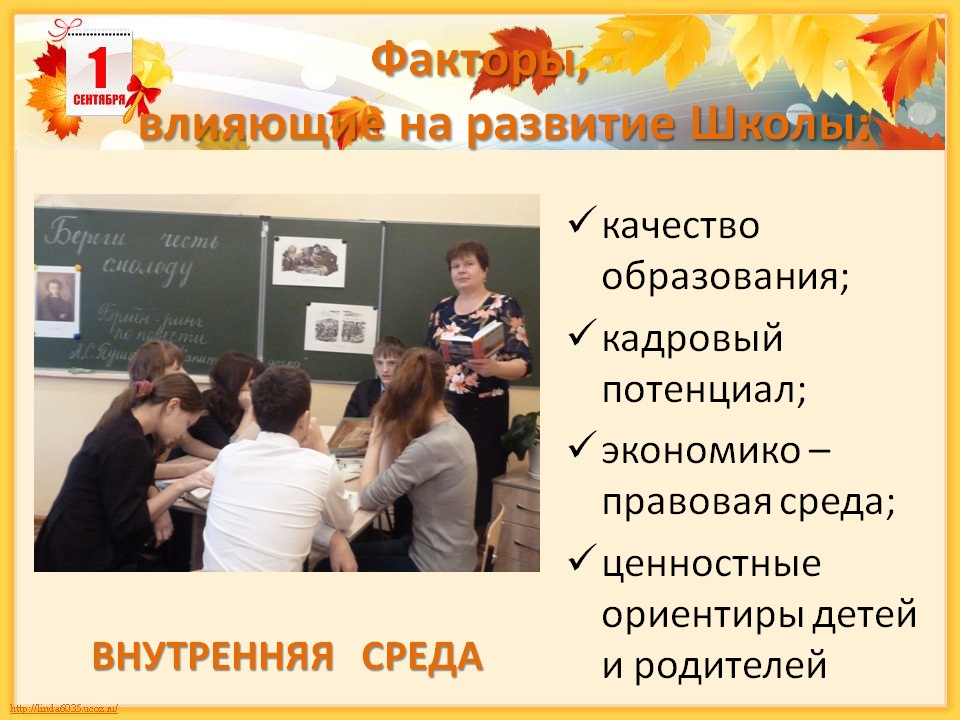 1
СЕНТЯБРЯ
Факторы,
влияющие на развитие Школы:
Береги честь
смолоду
Брейн-ринг
по повести
А.С.Пушкина
✓ качество
образования;
✓ кадровый
потенциал;
✓ экономико –
правовая среда;
✓ ценностные
ориентиры детей
и родителей
ВНУТРЕННЯЯ СРЕДА
http://linda6035.ucoz.ru/